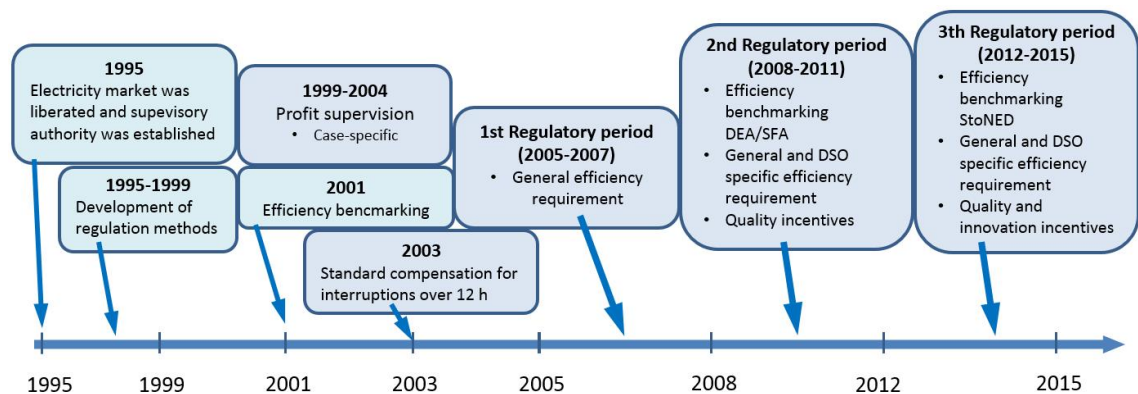 1995
Electricity market was
liberated and supevisory
authority was established
1995-1999
Development of
regulation methods
1999-2004
Profit supervision
• Case-specific
2001
Efficiency bencmarking
2003
Standard compensation for
interruptions over 12 h
1st Regulatory period
(2005-2007)
• General efficiency
requirement
2nd Regulatory period
(2008-2011)
• Efficiency
benchmarking
DEA/SFA
• General and DSO
specific efficiency
requirement
• Quality incentives
3th Regulatory period
(2012-2015)
• Efficiency
benchmarking
StoNED
• General and DSO
specific efficiency
requirement
• Quality and
innovation incentives
1995 1999 2001 2003 2005 2008 2012 2015